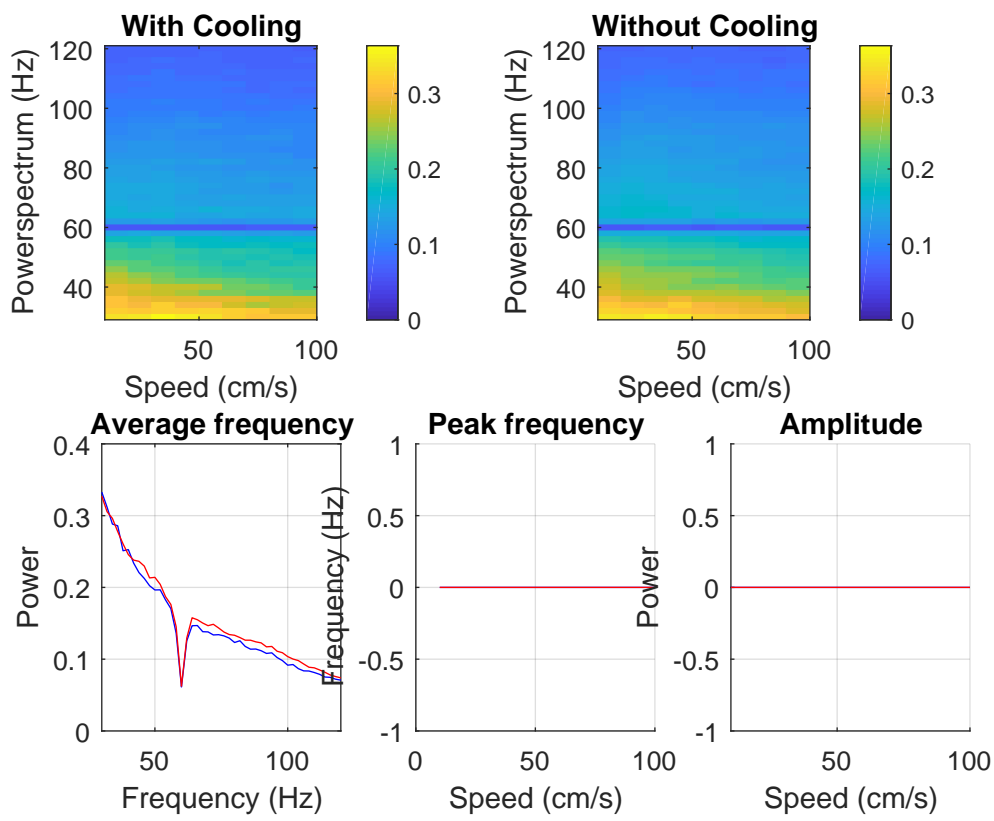 With Cooling
Without Cooling
Powerspectrum (Hz)
120
100
80
60
40
50
100
Speed (cm/s)
0.3
0.2
0.1
0
Powerspectrum (Hz)
120
100
80
60
40
50
100
Speed (cm/s)
0.3
0.2
0.1
0
Average frequency
Power
0.4
0.3
0.2
0.1
0
50
100
Frequency (Hz)
Peak frequency
Frequency (Hz)
1
0.5
0
-0.5
-1
0
50
100
Speed (cm/s)
Amplitude
Power
1
0.5
0
-0.5
-1
50
100
Speed (cm/s)